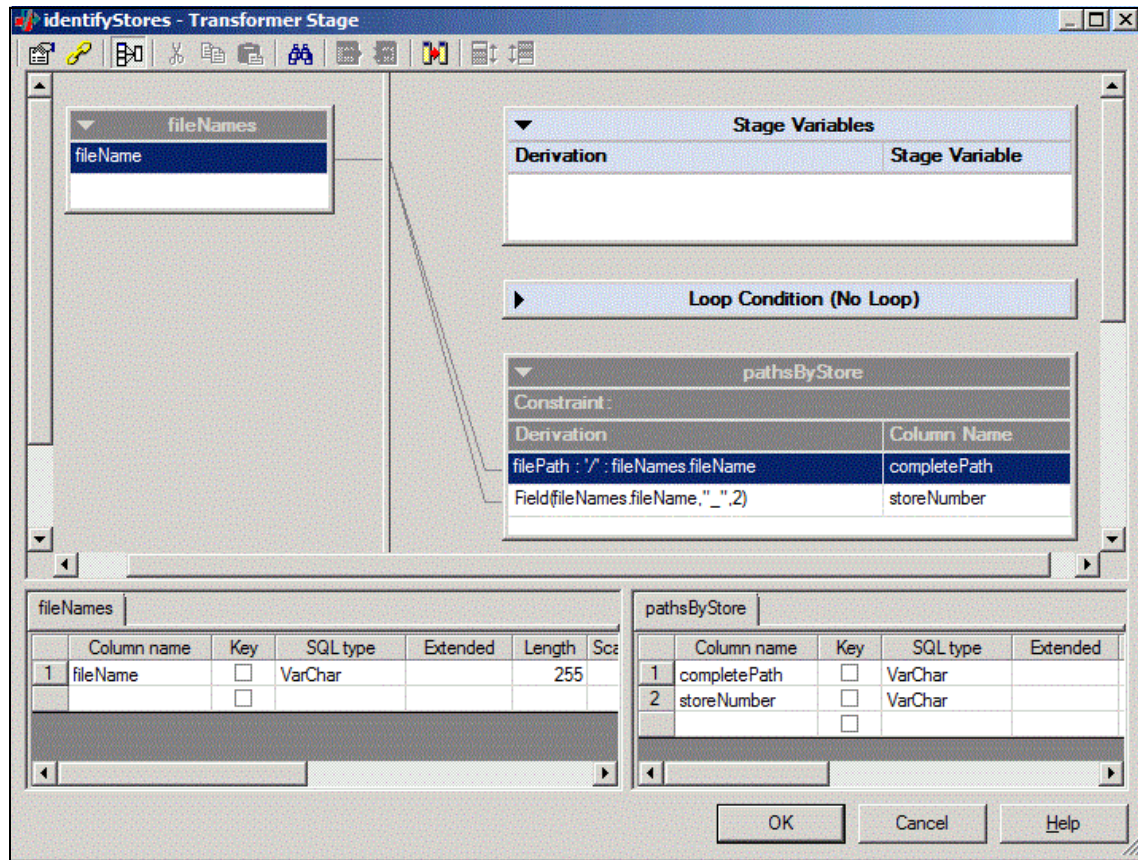 identifyStores - Transformer Stage
fileNames
fileName
Stage Variables
Derivation Stage Variable
Loop Condition (No Loop)
pathsByStore
Constraint:
Derivation Column Name
filePath : '/' : fileNames.fileName completePath
Field(fileNames.fileName,"_",2) storeNumber
fileNames
Column name Key SQL type Extended Length Sca
1 fileName VarChar 255
pathsByStore
Column name Key SQL type Extended
1 completePath VarChar
2 storeNumber VarChar
OK Cancel Help